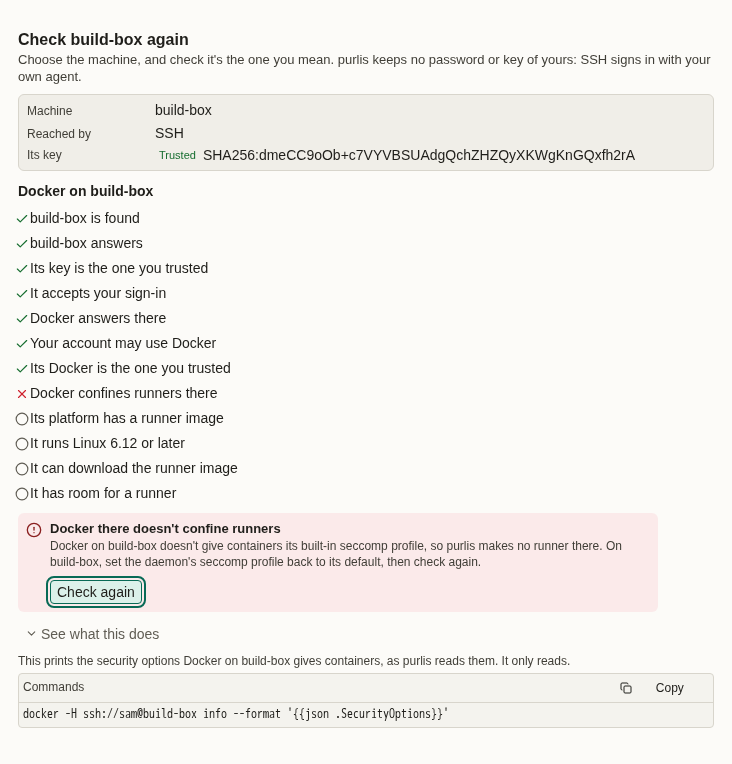 Check build-box again
Choose the machine, and check it's the one you mean. purlis keeps no password or key of yours: SSH signs in with your
own agent.
Machine build-box
Reached by SSH
Its key Trusted SHA256:dmeCC9oOb+c7VYVBSUAdgQchZHZQyXKWgKnGQxfh2rA
Docker on build-box
build-box is found
build-box answers
Its key is the one you trusted
It accepts your sign-in
Docker answers there
Your account may use Docker
Its Docker is the one you trusted
Docker confines runners there
Its platform has a runner image
It runs Linux 6.12 or later
It can download the runner image
It has room for a runner
Docker there doesn't confine runners
Docker on build-box doesn't give containers its built-in seccomp profile, so purlis makes no runner there. On
build-box, set the daemon's seccomp profile back to its default, then check again.
Check again
See what this does
This prints the security options Docker on build-box gives containers, as purlis reads them. It only reads.
Commands Copy
docker -H ssh://sam@build-box info --format '{{json .SecurityOptions}}'